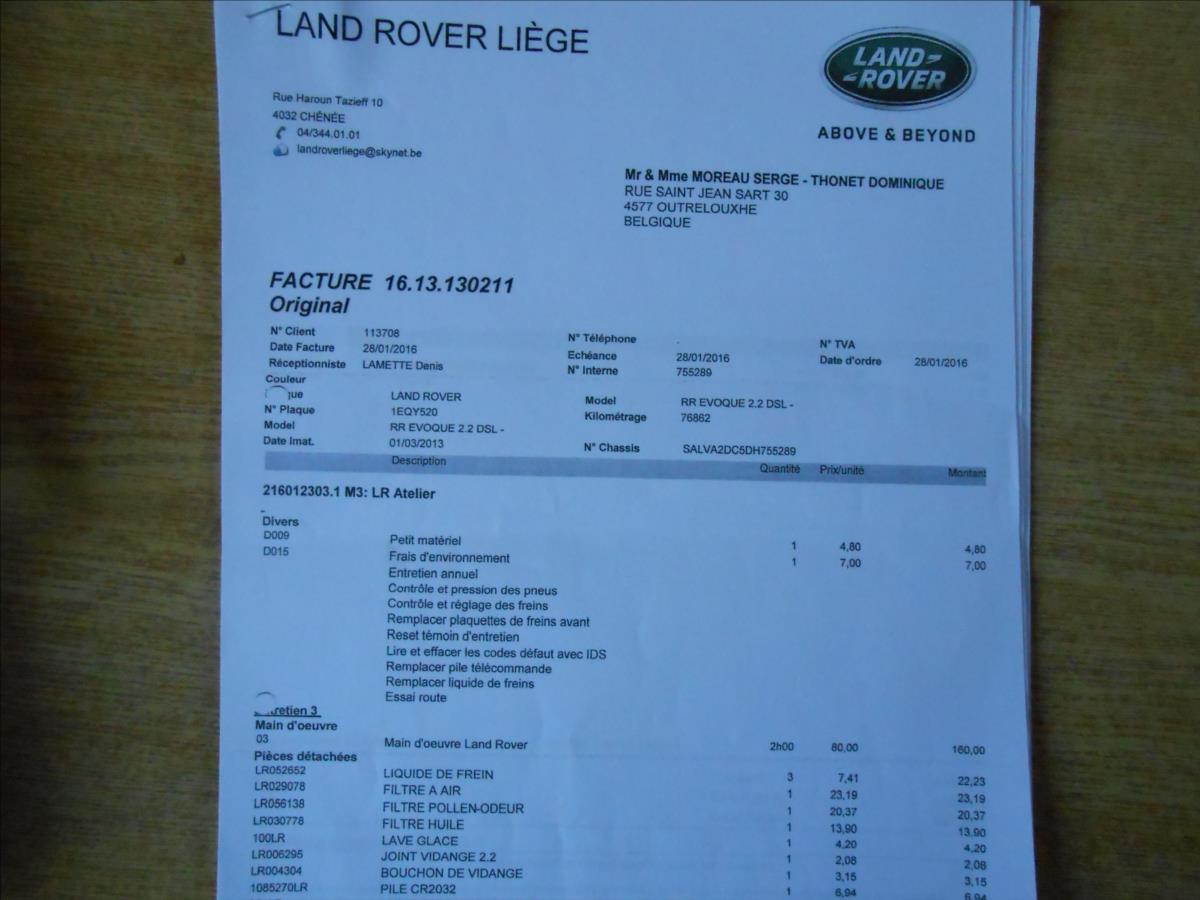 LAND ROVER LIÈGE
LAND ROVER
ABOVE & BEYOND
Rue Haroun Tazieff 10
4032 CHÊNÉE
04/344.01.01
landroverliege@skynet.be
Mr & Mme MOREAU SERGE - THONET DOMINIQUE
RUE SAINT JEAN SART 30
4577 OUTRELOUXHE
BELGIQUE
FACTURE 16.13.130211
Original
N° Client 113708 N° Téléphone . N° TVA
Date Facture 28/01/2016 Echéance 28/01/2016 Date d'ordre 28/01/2016
Réceptionniste LAMETTE Denis N° Interne 755289
Couleur
que LAND ROVER Model RR EVOQUE 2.2 DSL -
N° Plaque 1EQY520 Kilométrage 76862
Model RR EVOQUE 2.2 DSL -
Date Imat. 01/03/2013 N° Chassis SALVA2DC5DH755289
Description Quantité Prix/unité Montant
216012303.1 M3: LR Atelier
-
Divers
D009 Petit matériel 1 4,80 4,80
D015 Frais d'environnement 1 7,00 7,00
Entretien annuel
Contrôle et pression des pneus
Contrôle et réglage des freins
Remplacer plaquettes de freins avant
Reset témoin d'entretien
Lire et effacer les codes défaut avec IDS
Remplacer pile télécommande
Remplacer liquide de freins
Essai route
retien 3
Main d'oeuvre
03 Main d'oeuvre Land Rover 2h00 80,00 160,00
Pièces détachées
LR052652 LIQUIDE DE FREIN 3 7,41 22,23
LR029078 FILTRE A AIR 1 23,19 23,19
LR056138 FILTRE POLLEN-ODEUR 1 20,37 20,37
LR030778 FILTRE HUILE 1 13,90 13,90
100LR LAVE GLACE 1 4,20 4,20
LR006295 JOINT VIDANGE 2.2 1 2,08 2,08
LR004304 BOUCHON DE VIDANGE 1 3,15 3,15
1085270LR PILE CR2032 1 6,94 6,94